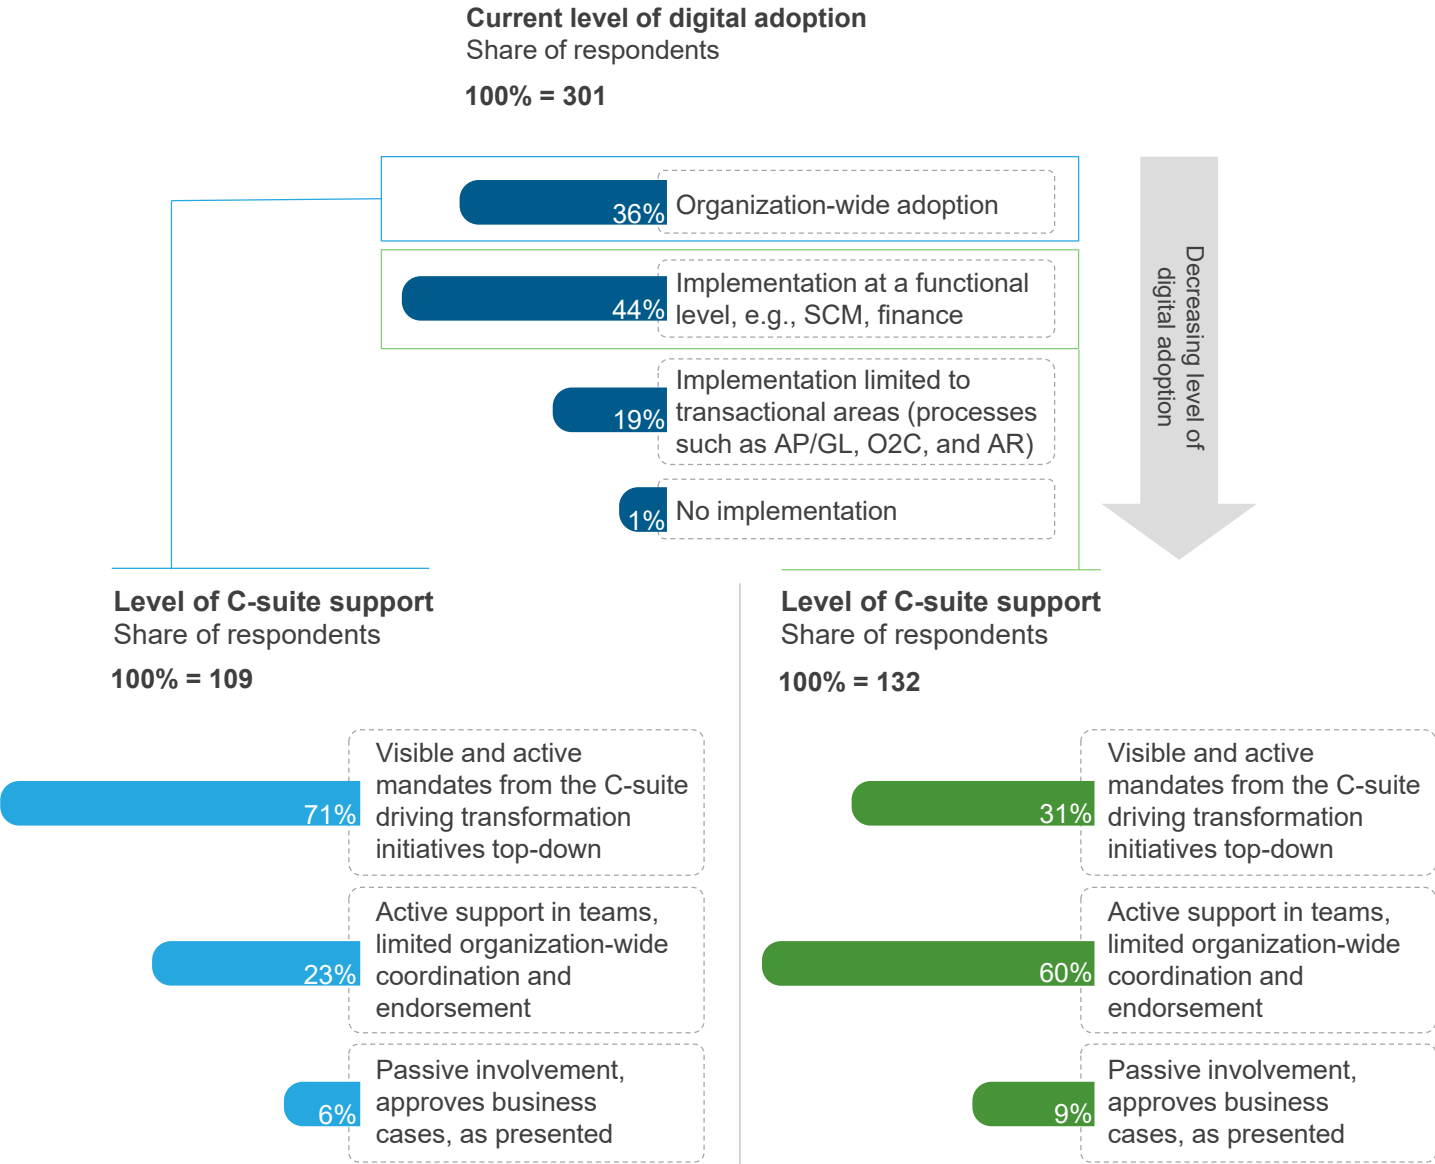 Current level of digital adoption
Share of respondents
100% = 301
36%
Organization-wide adoption
44%
Implementation at a functional
level, e.g., SCM, finance
19%
Implementation limited to
transactional areas (processes
such as AP/GL, O2C, and AR)
1%
No implementation
Decreasing level of
digital adoption
Level of C-suite support
Share of respondents
100% = 109
71%
Visible and active
mandates from the C-suite
driving transformation
initiatives top-down
23%
Active support in teams,
limited organization-wide
coordination and
endorsement
6%
Passive involvement,
approves business
cases, as presented
Level of C-suite support
Share of respondents
100% = 132
31%
Visible and active
mandates from the C-suite
driving transformation
initiatives top-down
60%
Active support in teams,
limited organization-wide
coordination and
endorsement
9%
Passive involvement,
approves business
cases, as presented